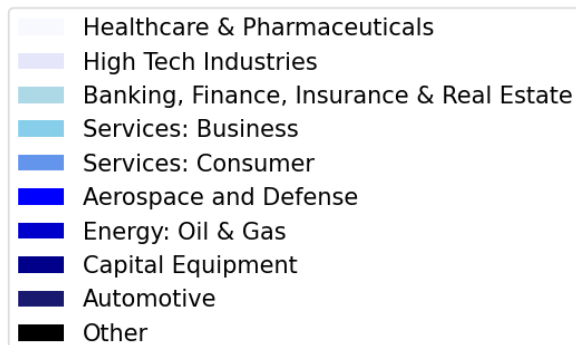 Healthcare & Pharmaceuticals
High Tech Industries
Banking, Finance, Insurance & Real Estate
Services: Business
Services: Consumer
Aerospace and Defense
Energy: Oil & Gas
Capital Equipment
Automotive
Other